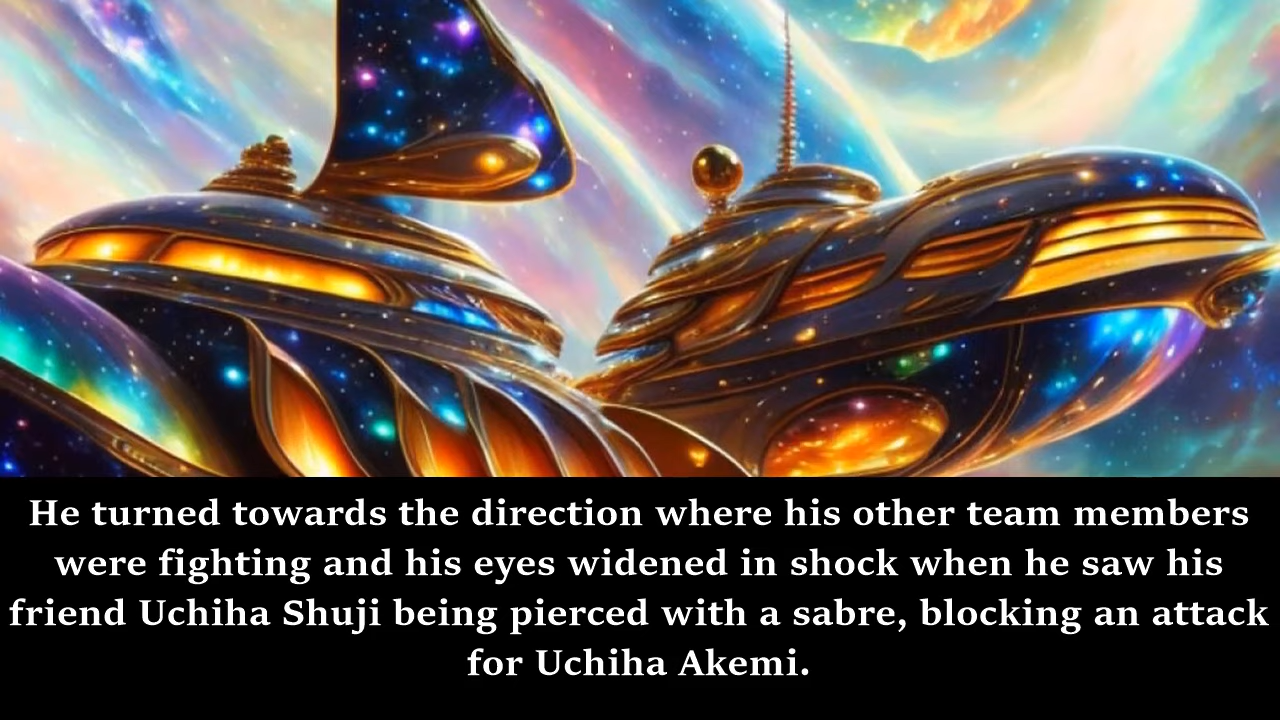 He turned towards the direction where his other team members
were fighting and his eyes widened in shock when he saw his
friend Uchiha Shuji being pierced with a sabre, blocking an attack
for Uchiha Akemi.